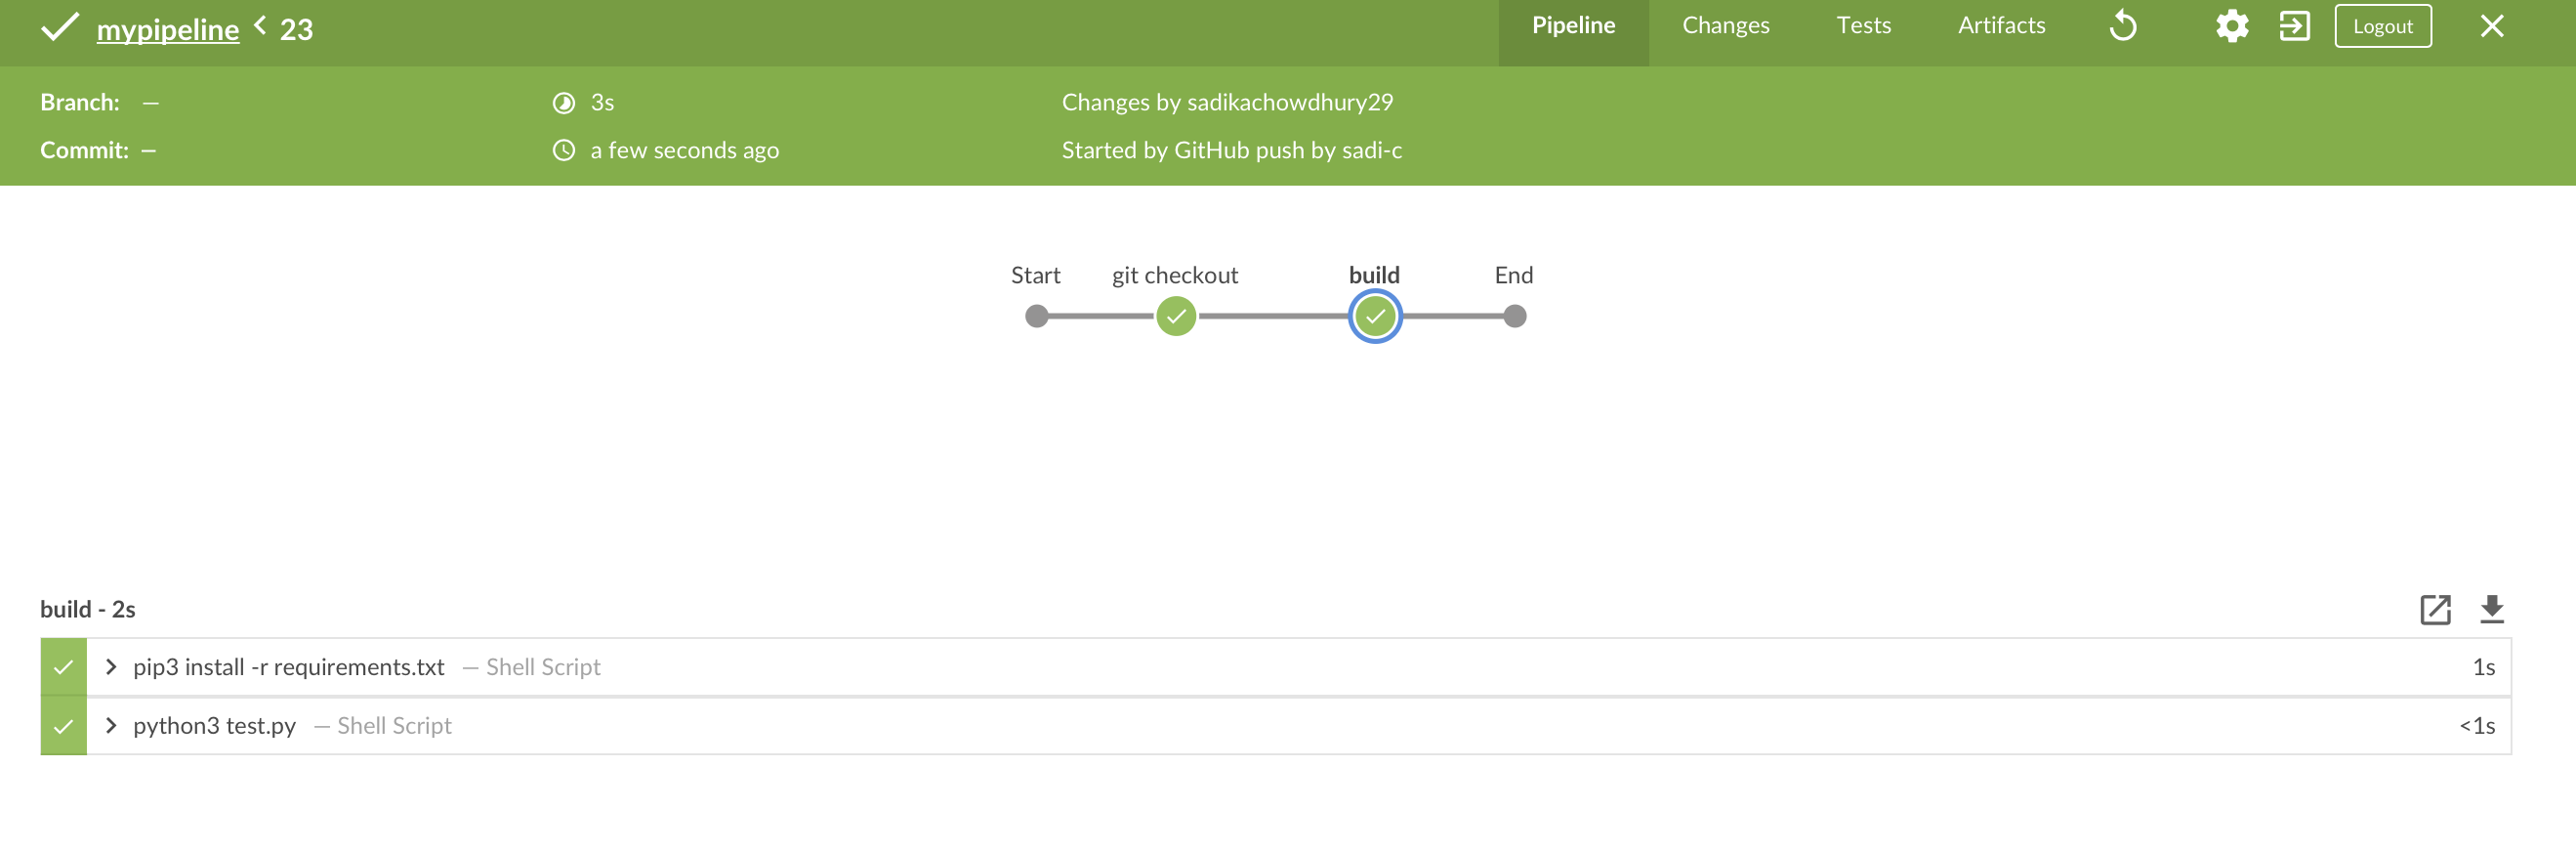 mypipeline < 23 Pipeline Changes Tests Artifacts Logout
Branch: — 3s Changes by sadikachowdhury29
Commit: — a few seconds ago Started by GitHub push by sadi-c
Start git checkout build End
build - 2s
pip3 install -r requirements.txt — Shell Script 1s
python3 test.py — Shell Script <1s